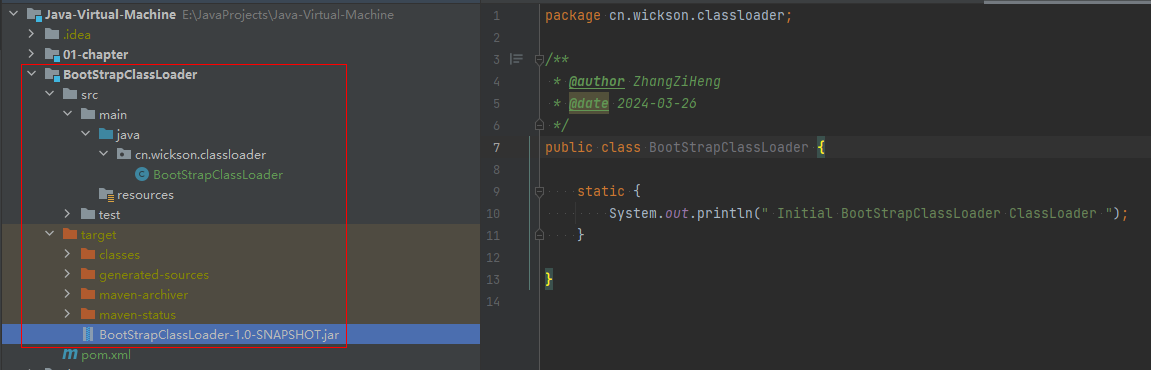 Java-Virtual-Machine E:\JavaProjects\Java-Virtual-Machine
.idea
01-chapter
BootStrapClassLoader
src
main
java
cn.wickson.classloader
BootStrapClassLoader
resources
test
target
classes
generated-sources
maven-archiver
maven-status
BootStrapClassLoader-1.0-SNAPSHOT.jar
pom.xml
1 package cn.wickson.classloader;
2
3 /**
4 * @author ZhangZiHeng
5 * @date 2024-03-26
6 */
7 public class BootStrapClassLoader {
8
9 static {
10 System.out.println(" Initial BootStrapClassLoader ClassLoader ");
11 }
12
13 }
14